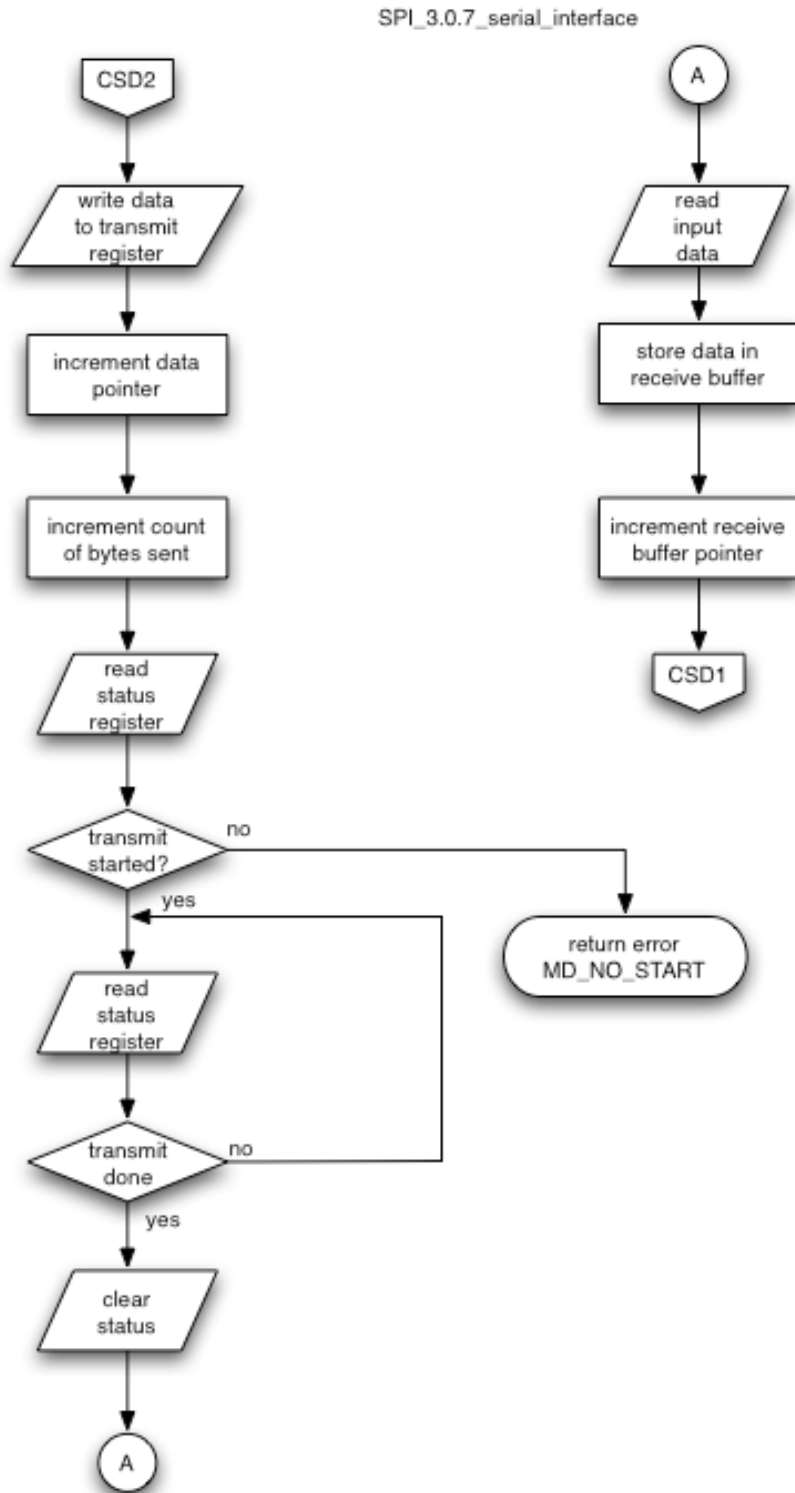 SPI_3.0.7_serial_interface
CSD2
write data
to transmit
register
increment data
pointer
increment count
of bytes sent
read
status
register
transmit
started?
no
yes
return error
MD_NO_START
read
status
register
transmit
done
no
yes
clear
status
A
A
read
input
data
store data in
receive buffer
increment receive
buffer pointer
CSD1